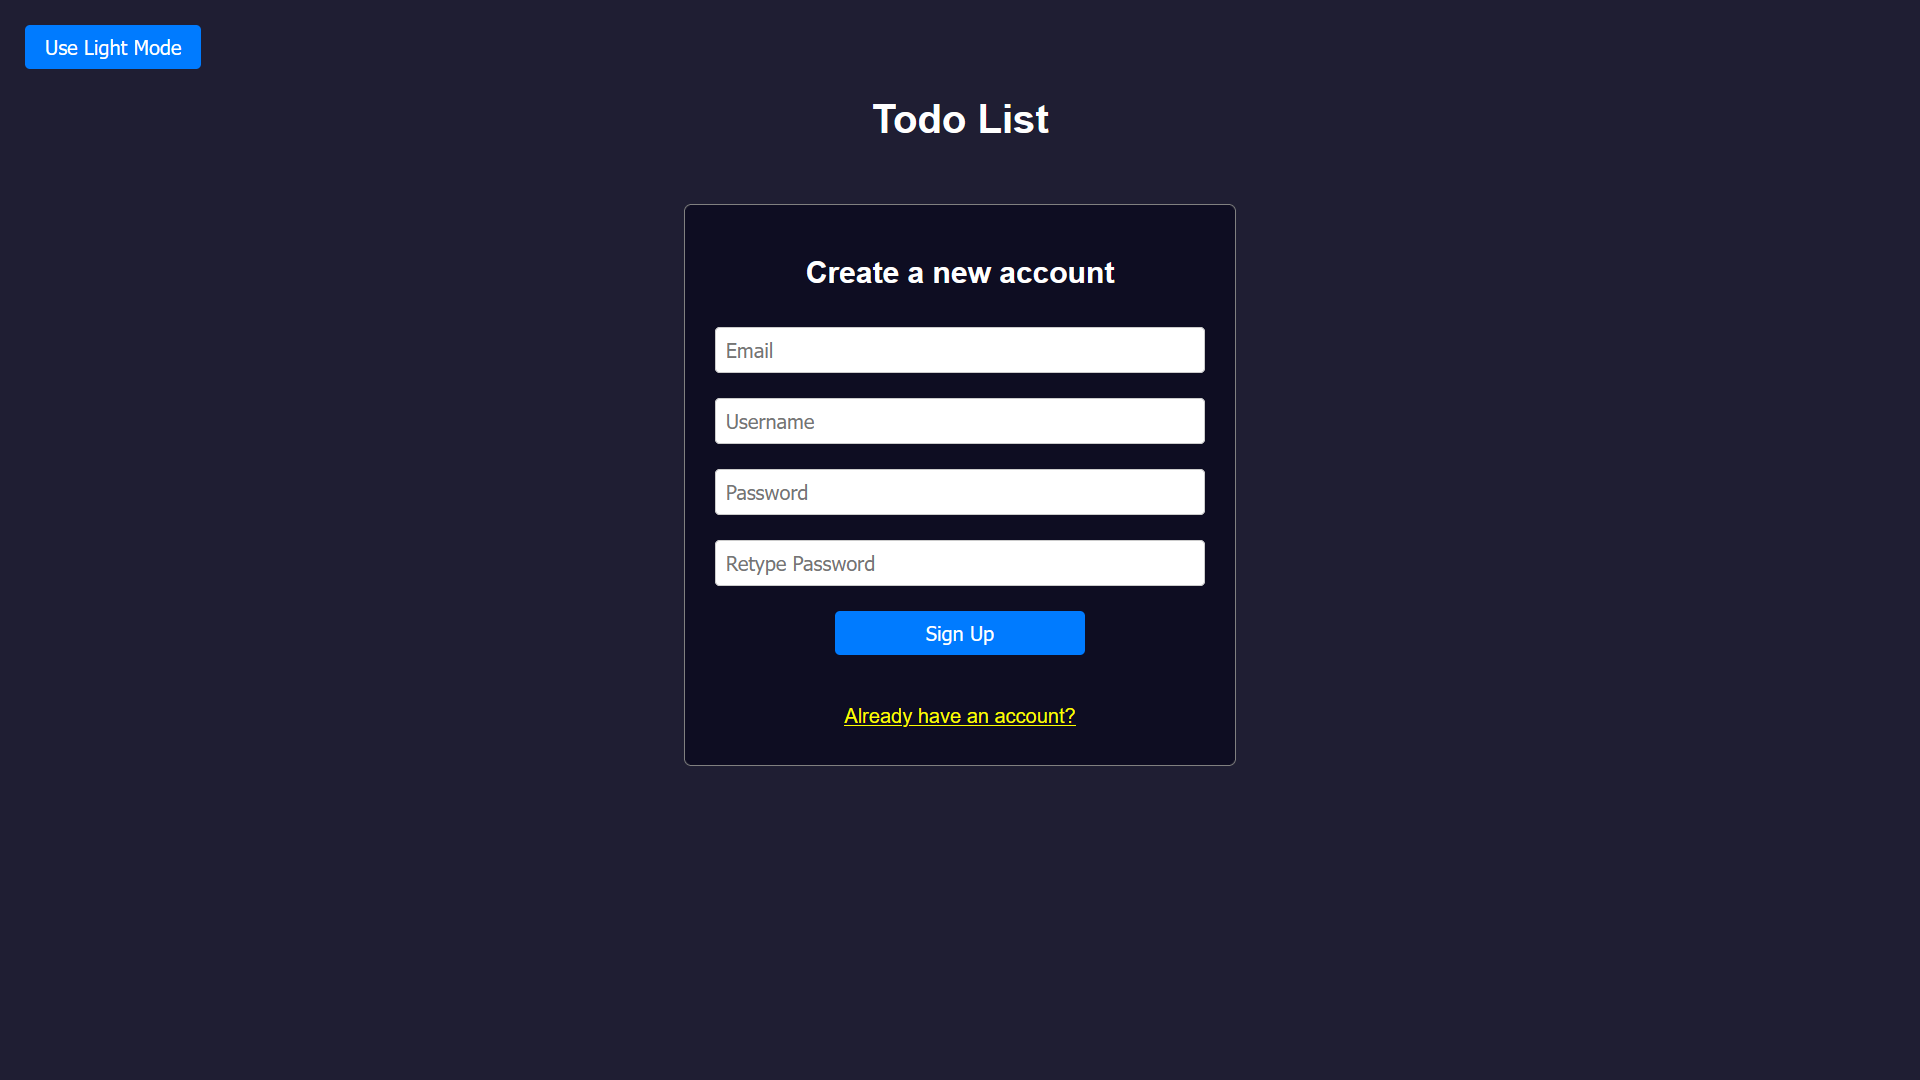 Use Light Mode
Todo List
Create a new account
Email
Username
Password
Retype Password
Sign Up
Already have an account?